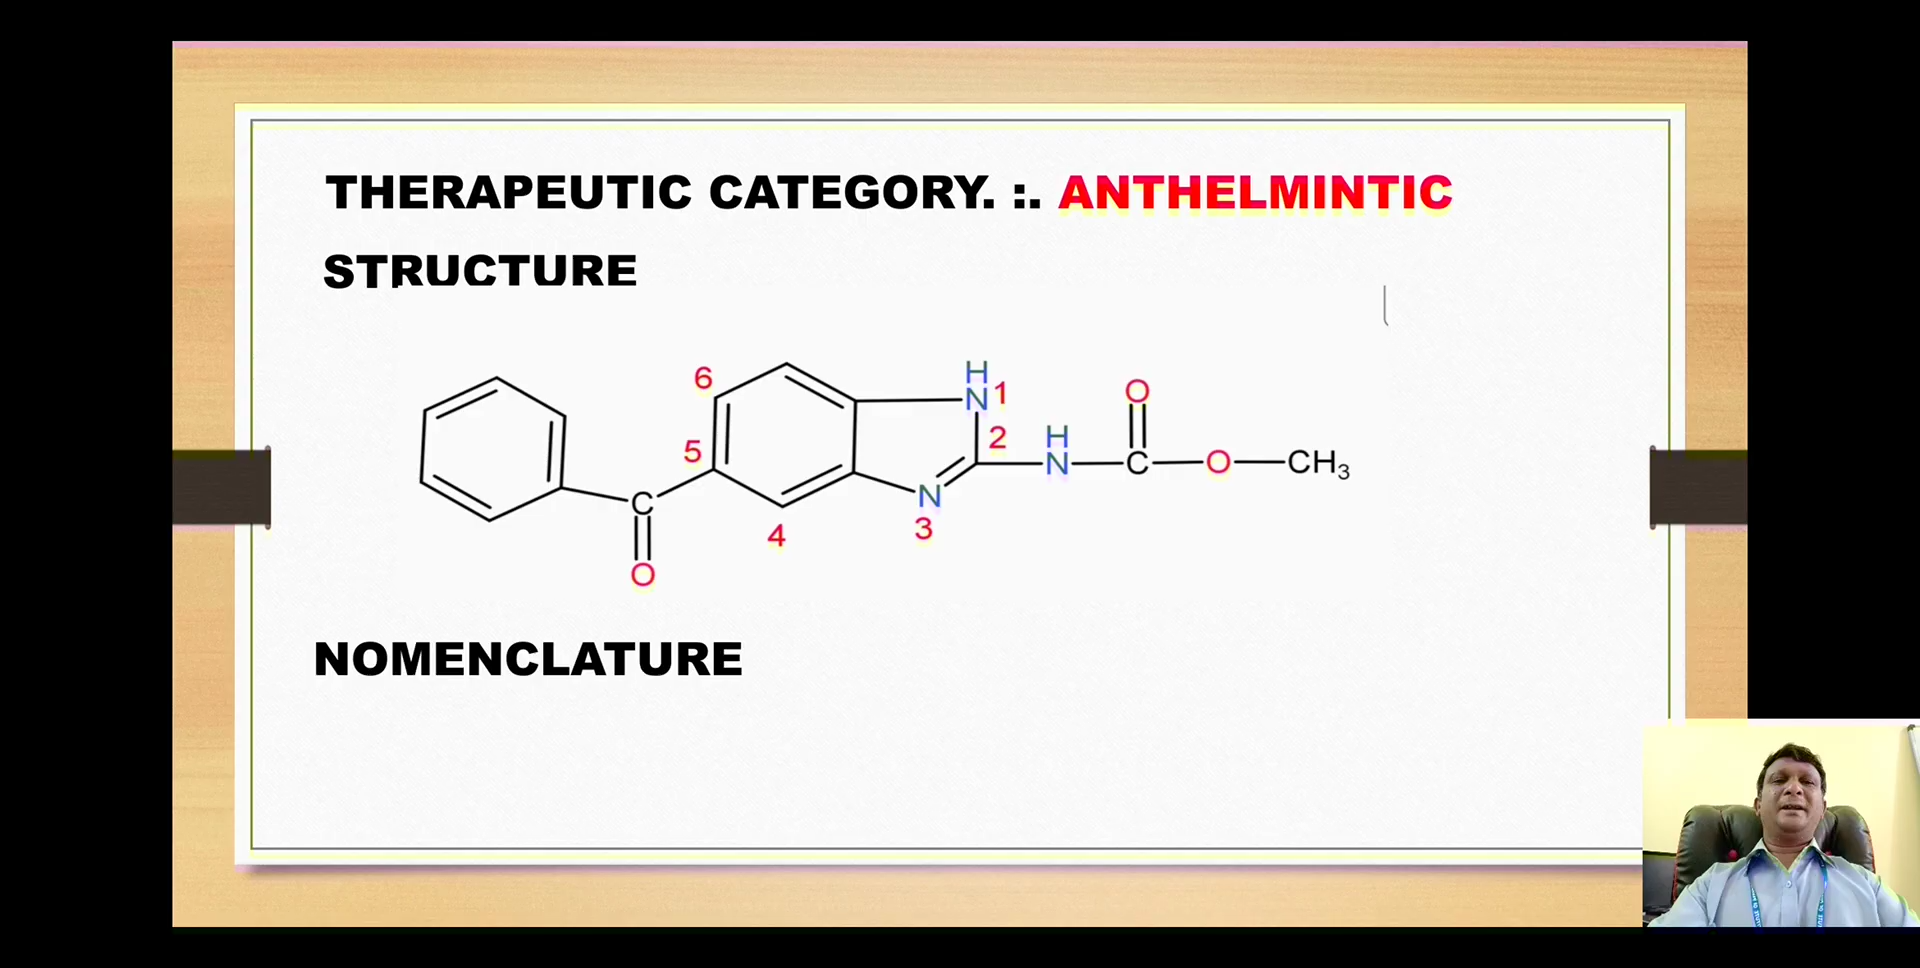 THERAPEUTIC CATEGORY. :. ANTHELMINTIC
STRUCTURE
H
N 1
6
O
H
2
5
N C O CH3
C
N
3
4
O
NOMENCLATURE